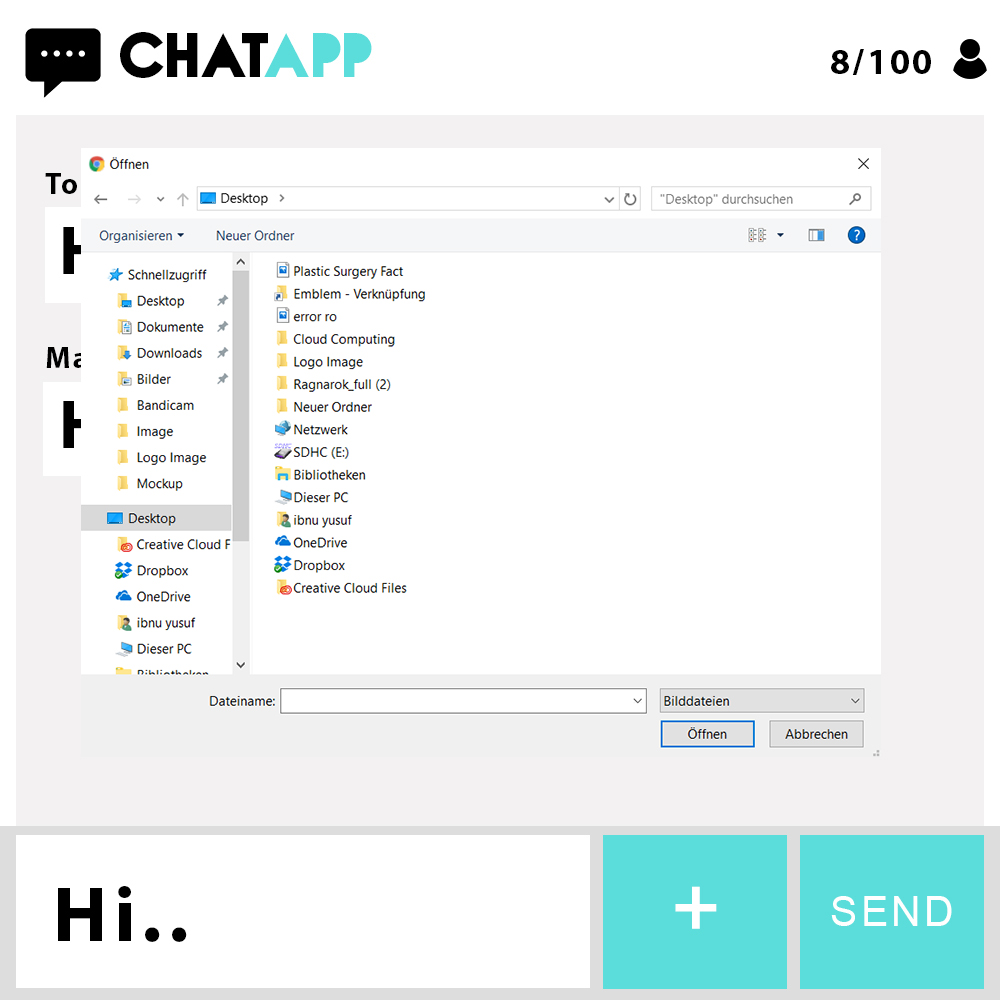 CHATAPP
8/100
To
H
Ma
H
Öffnen
Desktop
"Desktop" durchsuchen
Organisieren
Neuer Ordner
?
Schnellzugriff
Desktop
Dokumente
Downloads
Bilder
Bandicam
Image
Logo Image
Mockup
Desktop
Creative Cloud F
Dropbox
OneDrive
ibnu yusuf
Dieser PC
Bibliotheken
Plastic Surgery Fact
Emblem - Verknüpfung
error ro
Cloud Computing
Logo Image
Ragnarok_full (2)
Neuer Ordner
Netzwerk
SDHC (E:)
Bibliotheken
Dieser PC
ibnu yusuf
OneDrive
Dropbox
Creative Cloud Files
Dateiname:
Bilddateien
Öffnen
Abbrechen
Hi..
+
SEND